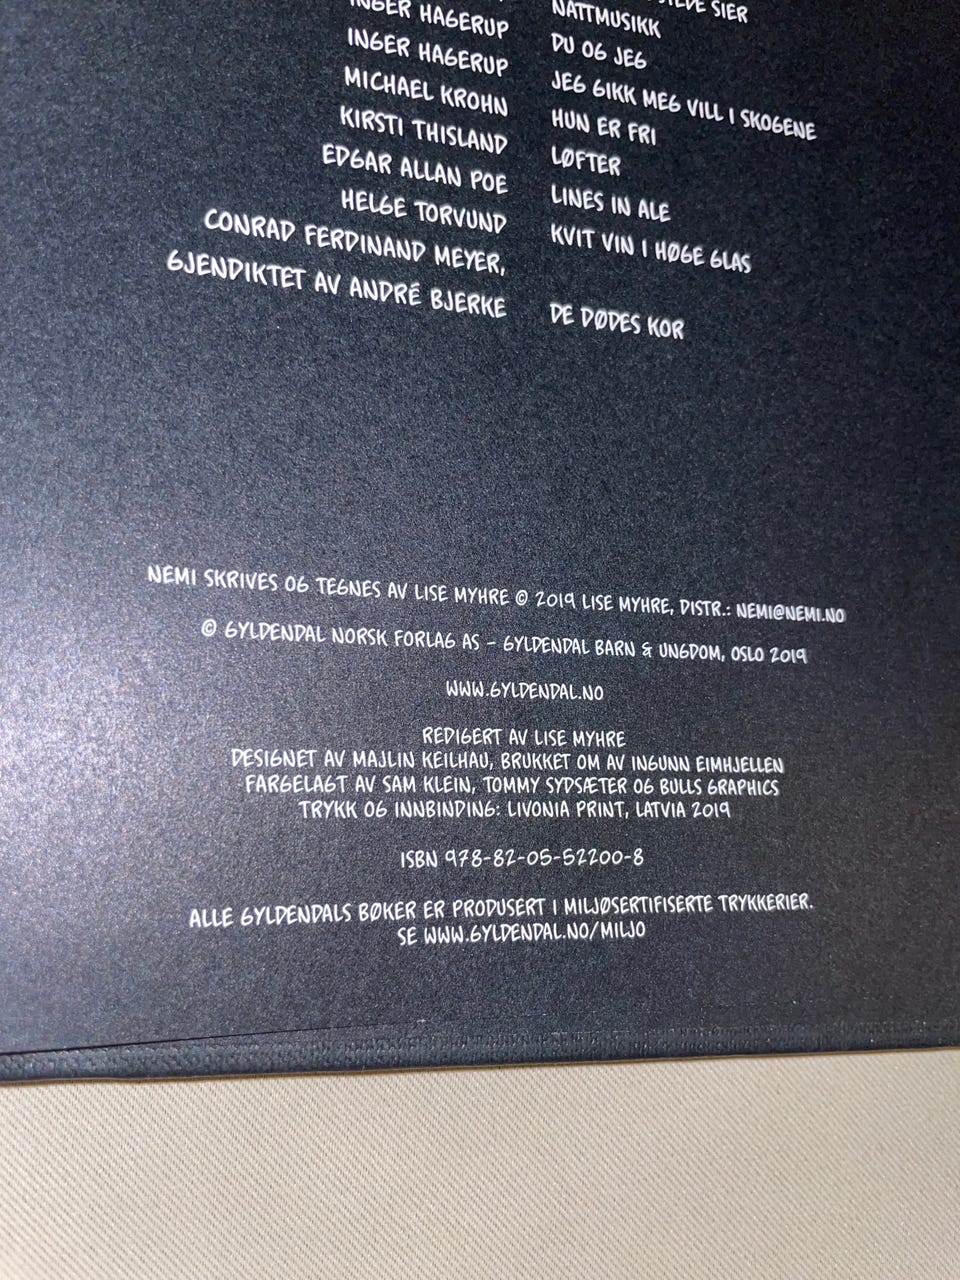 SIER
INGER HAGERUP NATTMUSIKK
INGER HAGERUP DU OG JEG
MICHAEL KROHN JEG GIKK MEG VILL I SKOGENE
KIRSTI THISLAND HUN ER FRI
EDGAR ALLAN POE LØFTER
HELGE TORVUND LINES IN ALE
CONRAD FERDINAND MEYER, KVIT VIN I HØGE GLAS
GJENDIKTET AV ANDRÉ BJERKE DE DØDES KOR
NEMI SKRIVES OG TEGNES AV LISE MYHRE © 2019 LISE MYHRE, DISTR.: NEMI@NEMI.NO
© GYLDENDAL NORSK FORLAG AS – GYLDENDAL BARN & UNGDOM, OSLO 2019
WWW.GYLDENDAL.NO
REDIGERT AV LISE MYHRE
DESIGNET AV MAJLIN KEILHAU, BRUKKET OM AV INGUNN EIMHJELLEN
FARGELAGT AV SAM KLEIN, TOMMY SYDSÆTER OG BULLS GRAPHICS
TRYKK OG INNBINDING: LIVONIA PRINT, LATVIA 2019
ISBN 978-82-05-52200-8
ALLE GYLDENDALS BØKER ER PRODUSERT I MILJØSERTIFISERTE TRYKKERIER.
SE WWW.GYLDENDAL.NO/MILJO